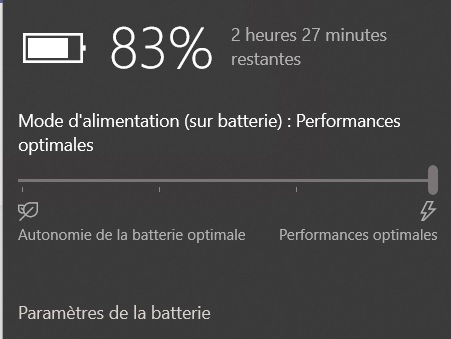 83%
2 heures 27 minutes
restantes
Mode d'alimentation (sur batterie) : Performances
optimales
Autonomie de la batterie optimale
Performances optimales
Paramètres de la batterie